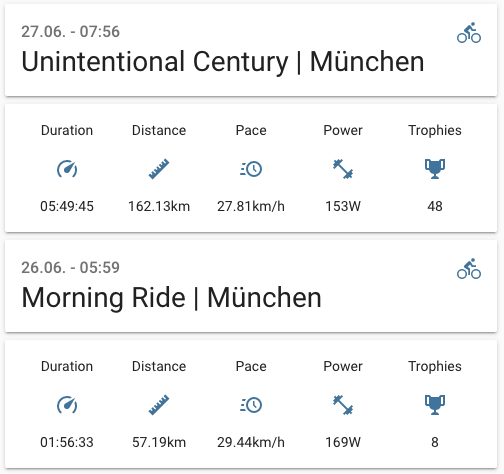 27.06. - 07:56
Unintentional Century | München
Duration Distance Pace Power Trophies
05:49:45 162.13km 27.81km/h 153W 48
26.06. - 05:59
Morning Ride | München
Duration Distance Pace Power Trophies
01:56:33 57.19km 29.44km/h 169W 8